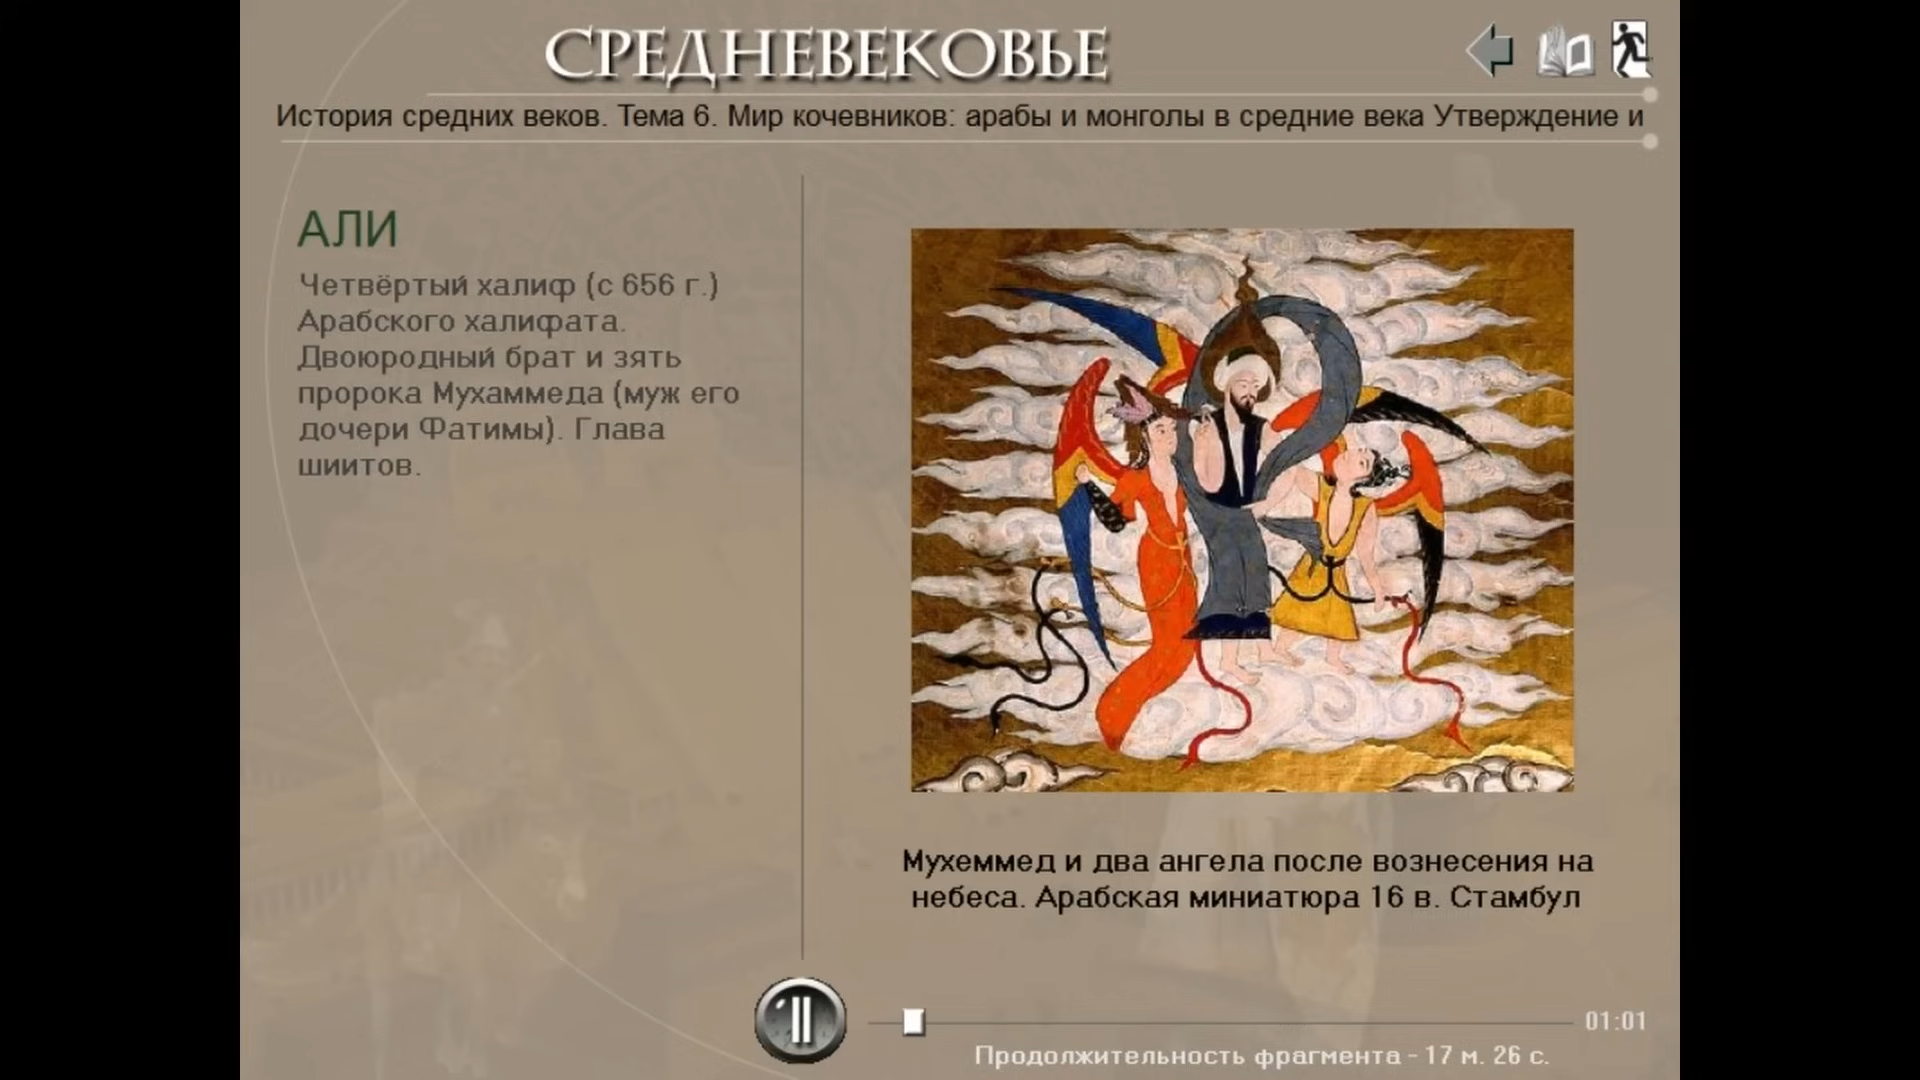 СРЕДНЕВЕКОВЬЕ
История средних веков. Тема 6. Мир кочевников: арабы и монголы в средние века Утверждение и
АЛИ
Четвёртый халиф (с 656 г.)
Арабского халифата.
Двоюродный брат и зять
пророка Мухаммеда (муж его
дочери Фатимы). Глава
шиитов.
Мухеммед и два ангела после вознесения на
небеса. Арабская миниатюра 16 в. Стамбул
01:01
Продолжительность фрагмента - 17 м. 26 с.